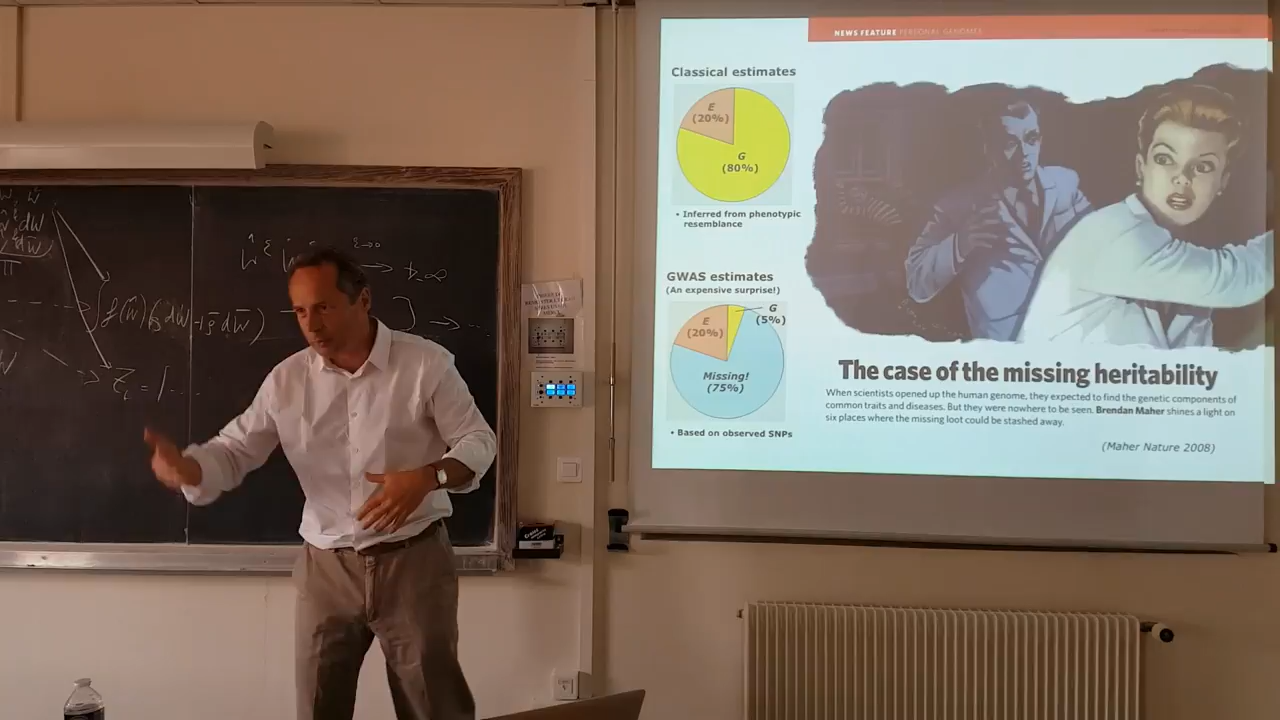 NEWS FEATURE PERSONAL GENOMES
Classical estimates
E
(20%)
G
(80%)
• Inferred from phenotypic
resemblance
GWAS estimates
(An expensive surprise!)
G
(5%)
E
(20%)
Missing!
(75%)
• Based on observed SNPs
The case of the missing heritability
When scientists opened up the human genome, they expected to find the genetic components of
common traits and diseases. But they were nowhere to be seen. Brendan Maher shines a light on
six places where the missing loot could be stashed away.
(Maher Nature 2008)